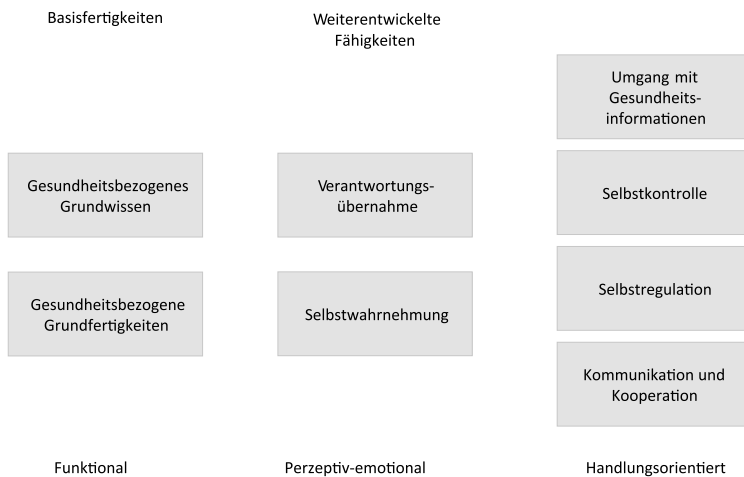 Basisfertigkeiten
Weiterentwickelte
Fähigkeiten
Umgang mit
Gesundheits-
informationen
Gesundheitsbezogenes
Grundwissen
Verantwortungs-
übernahme
Selbstkontrolle
Gesundheitsbezogene
Grundfertigkeiten
Selbstwahrnehmung
Selbstregulation
Kommunikation und
Kooperation
Funktional
Perzeptiv-emotional
Handlungsorientiert